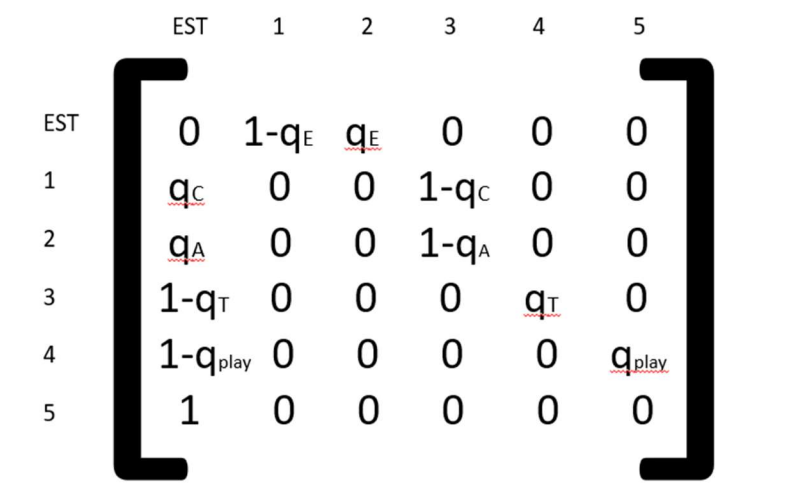 EST 1 2 3 4 5
EST 0 1-qE qE 0 0 0
1 qC 0 0 1-qC 0 0
2 qA 0 0 1-qA 0 0
3 1-qT 0 0 0 qT 0
4 1-qplay 0 0 0 0 qplay
5 1 0 0 0 0 0